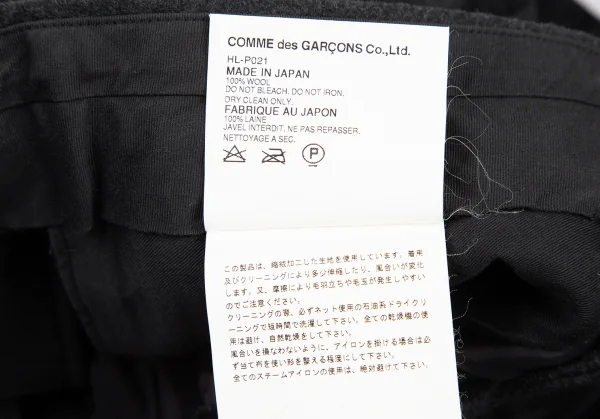 COMME des GARÇONS Co.,Ltd.
HL-P021
MADE IN JAPAN
100% WOOL
DO NOT BLEACH. DO NOT IRON.
DRY CLEAN ONLY.
FABRIQUE AU JAPON
100% LAINE
JAVEL INTERDIT. NE PAS REPASSER.
NETTOYAGE A SEC.
P
この製品は、縮絨加工した生地を使用しています。着用
及びクリーニングにより多少伸縮したり、風合いが変化
します。又、摩擦により毛羽立ちや毛玉が発生しやすい
のでご注意ください。
クリーニングの際、必ずネット使用の石油系ドライクリ
ーニングで短時間で洗濯して下さい。全ての乾燥機の使
用は避け、自然乾燥をして下さい。
風合いを損なわないように、アイロンを掛ける場合は必
ず当て布を使い形を整える程度にして下さい。
全てのスチームアイロンの使用は、絶対避けて下さい。